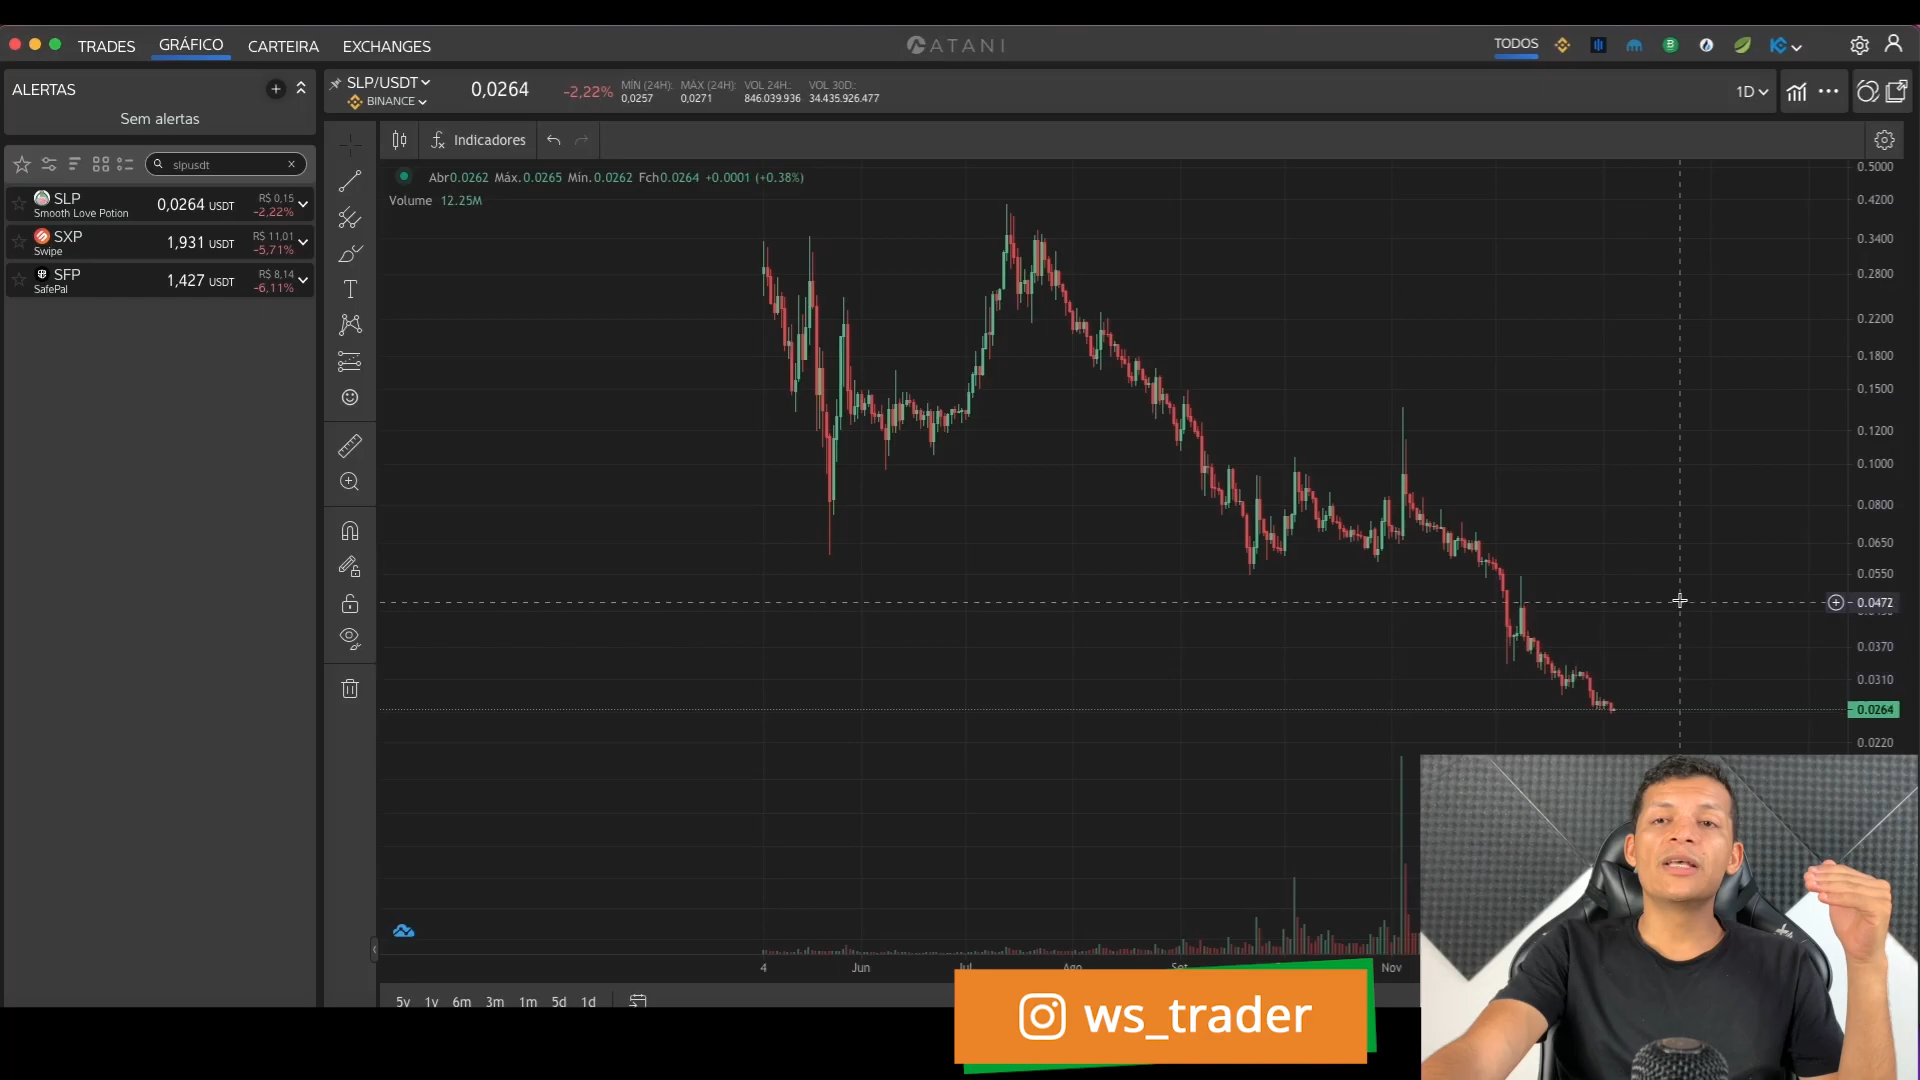 TRADES GRÁFICO CARTEIRA EXCHANGES ATANI TODOS
ALERTAS
Sem alertas
slpusdt
SLP 0,0264 USDT R$ 0,15
Smooth Love Potion -2,22%
SXP 1,931 USDT R$ 11,01
Swipe -5,71%
SFP 1,427 USDT R$ 8,14
SafePal -6,11%
SLP/USDT 0,0264 -2,22% MÍN (24H): MÁX (24H): VOL 24H.: VOL 30D.: 1D
BINANCE 0,0257 0,0271 846.039.936 34.435.926.477
Indicadores
Abr0.0262 Máx.0.0265 Mín.0.0262 Fch0.0264 +0.0001 (+0.38%)
Volume 12.25M
0.5000
0.4200
0.3400
0.2800
0.2200
0.1800
0.1500
0.1200
0.1000
0.0800
0.0650
0.0550
0.0472
0.0370
0.0310
0.0264
0.0220
4 Jun Nov
5y 1y 6m 3m 1m 5d 1d
ws_trader